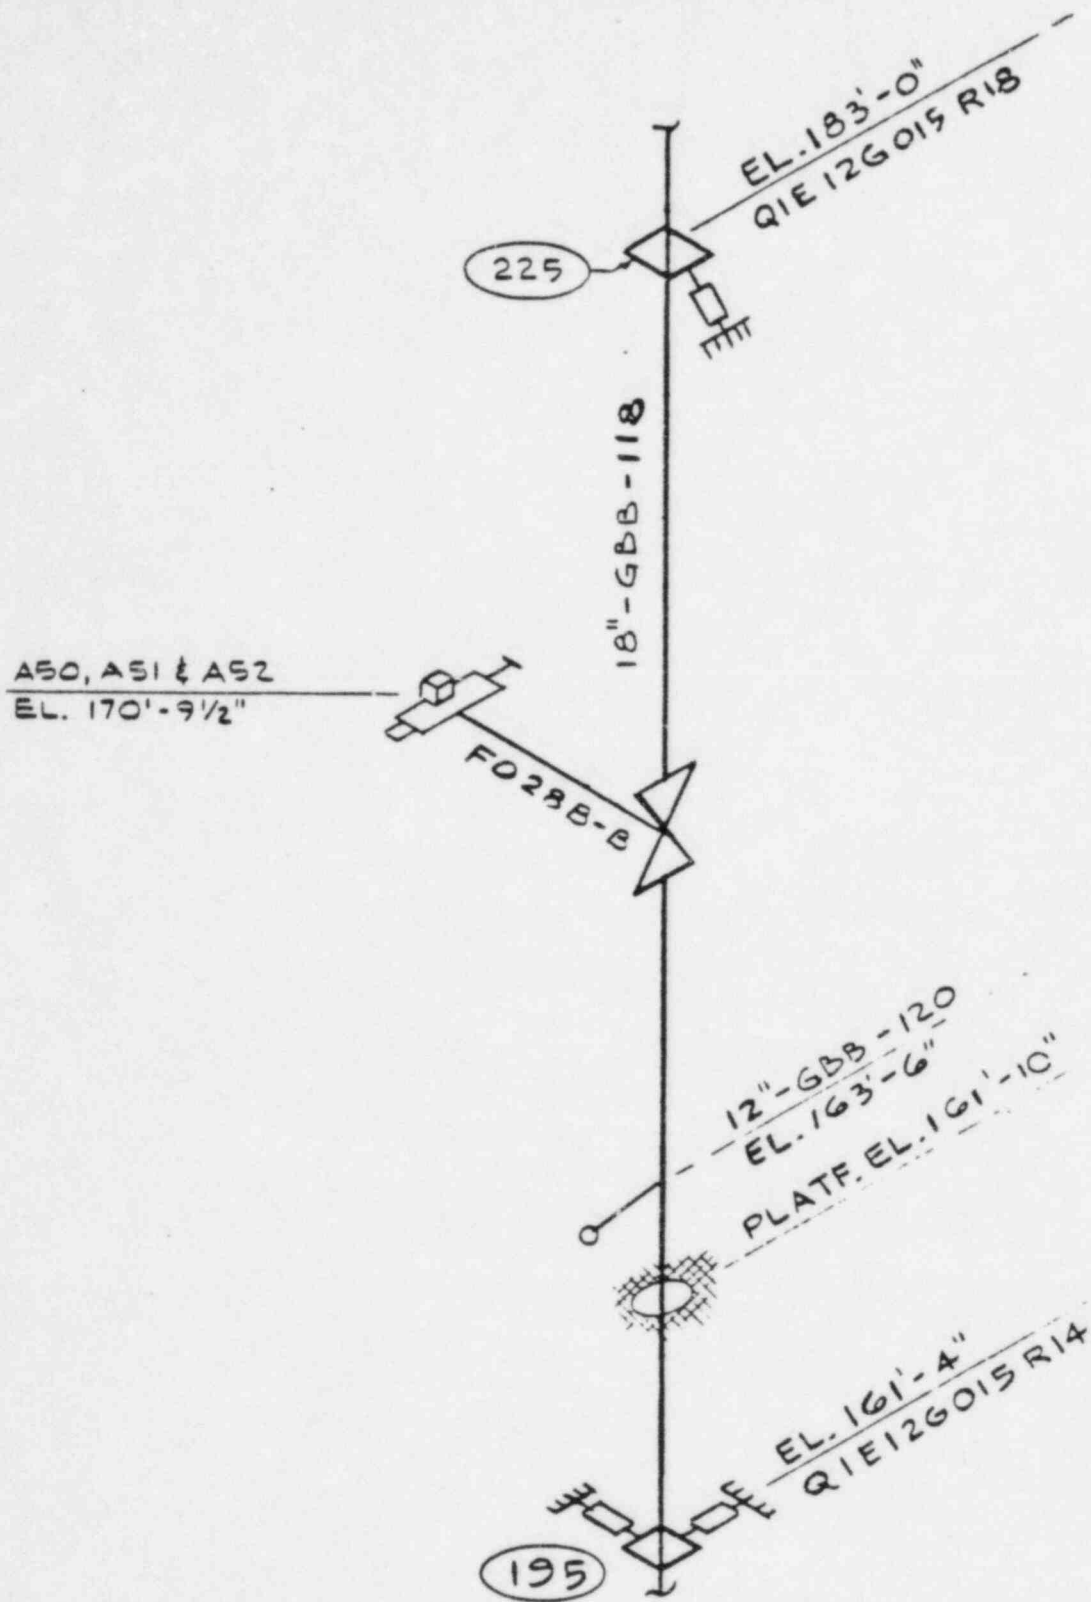 EL. 183'-0"
Q1E12G015 R18
225
18"-GBB-118
A50, A51 & A52
EL. 170'-9½"
F028B-B
12"-GBB-120
EL. 163'-6"
PLATF. EL. 161'-10"
EL. 161'-4"
Q1E12G015 R14
195